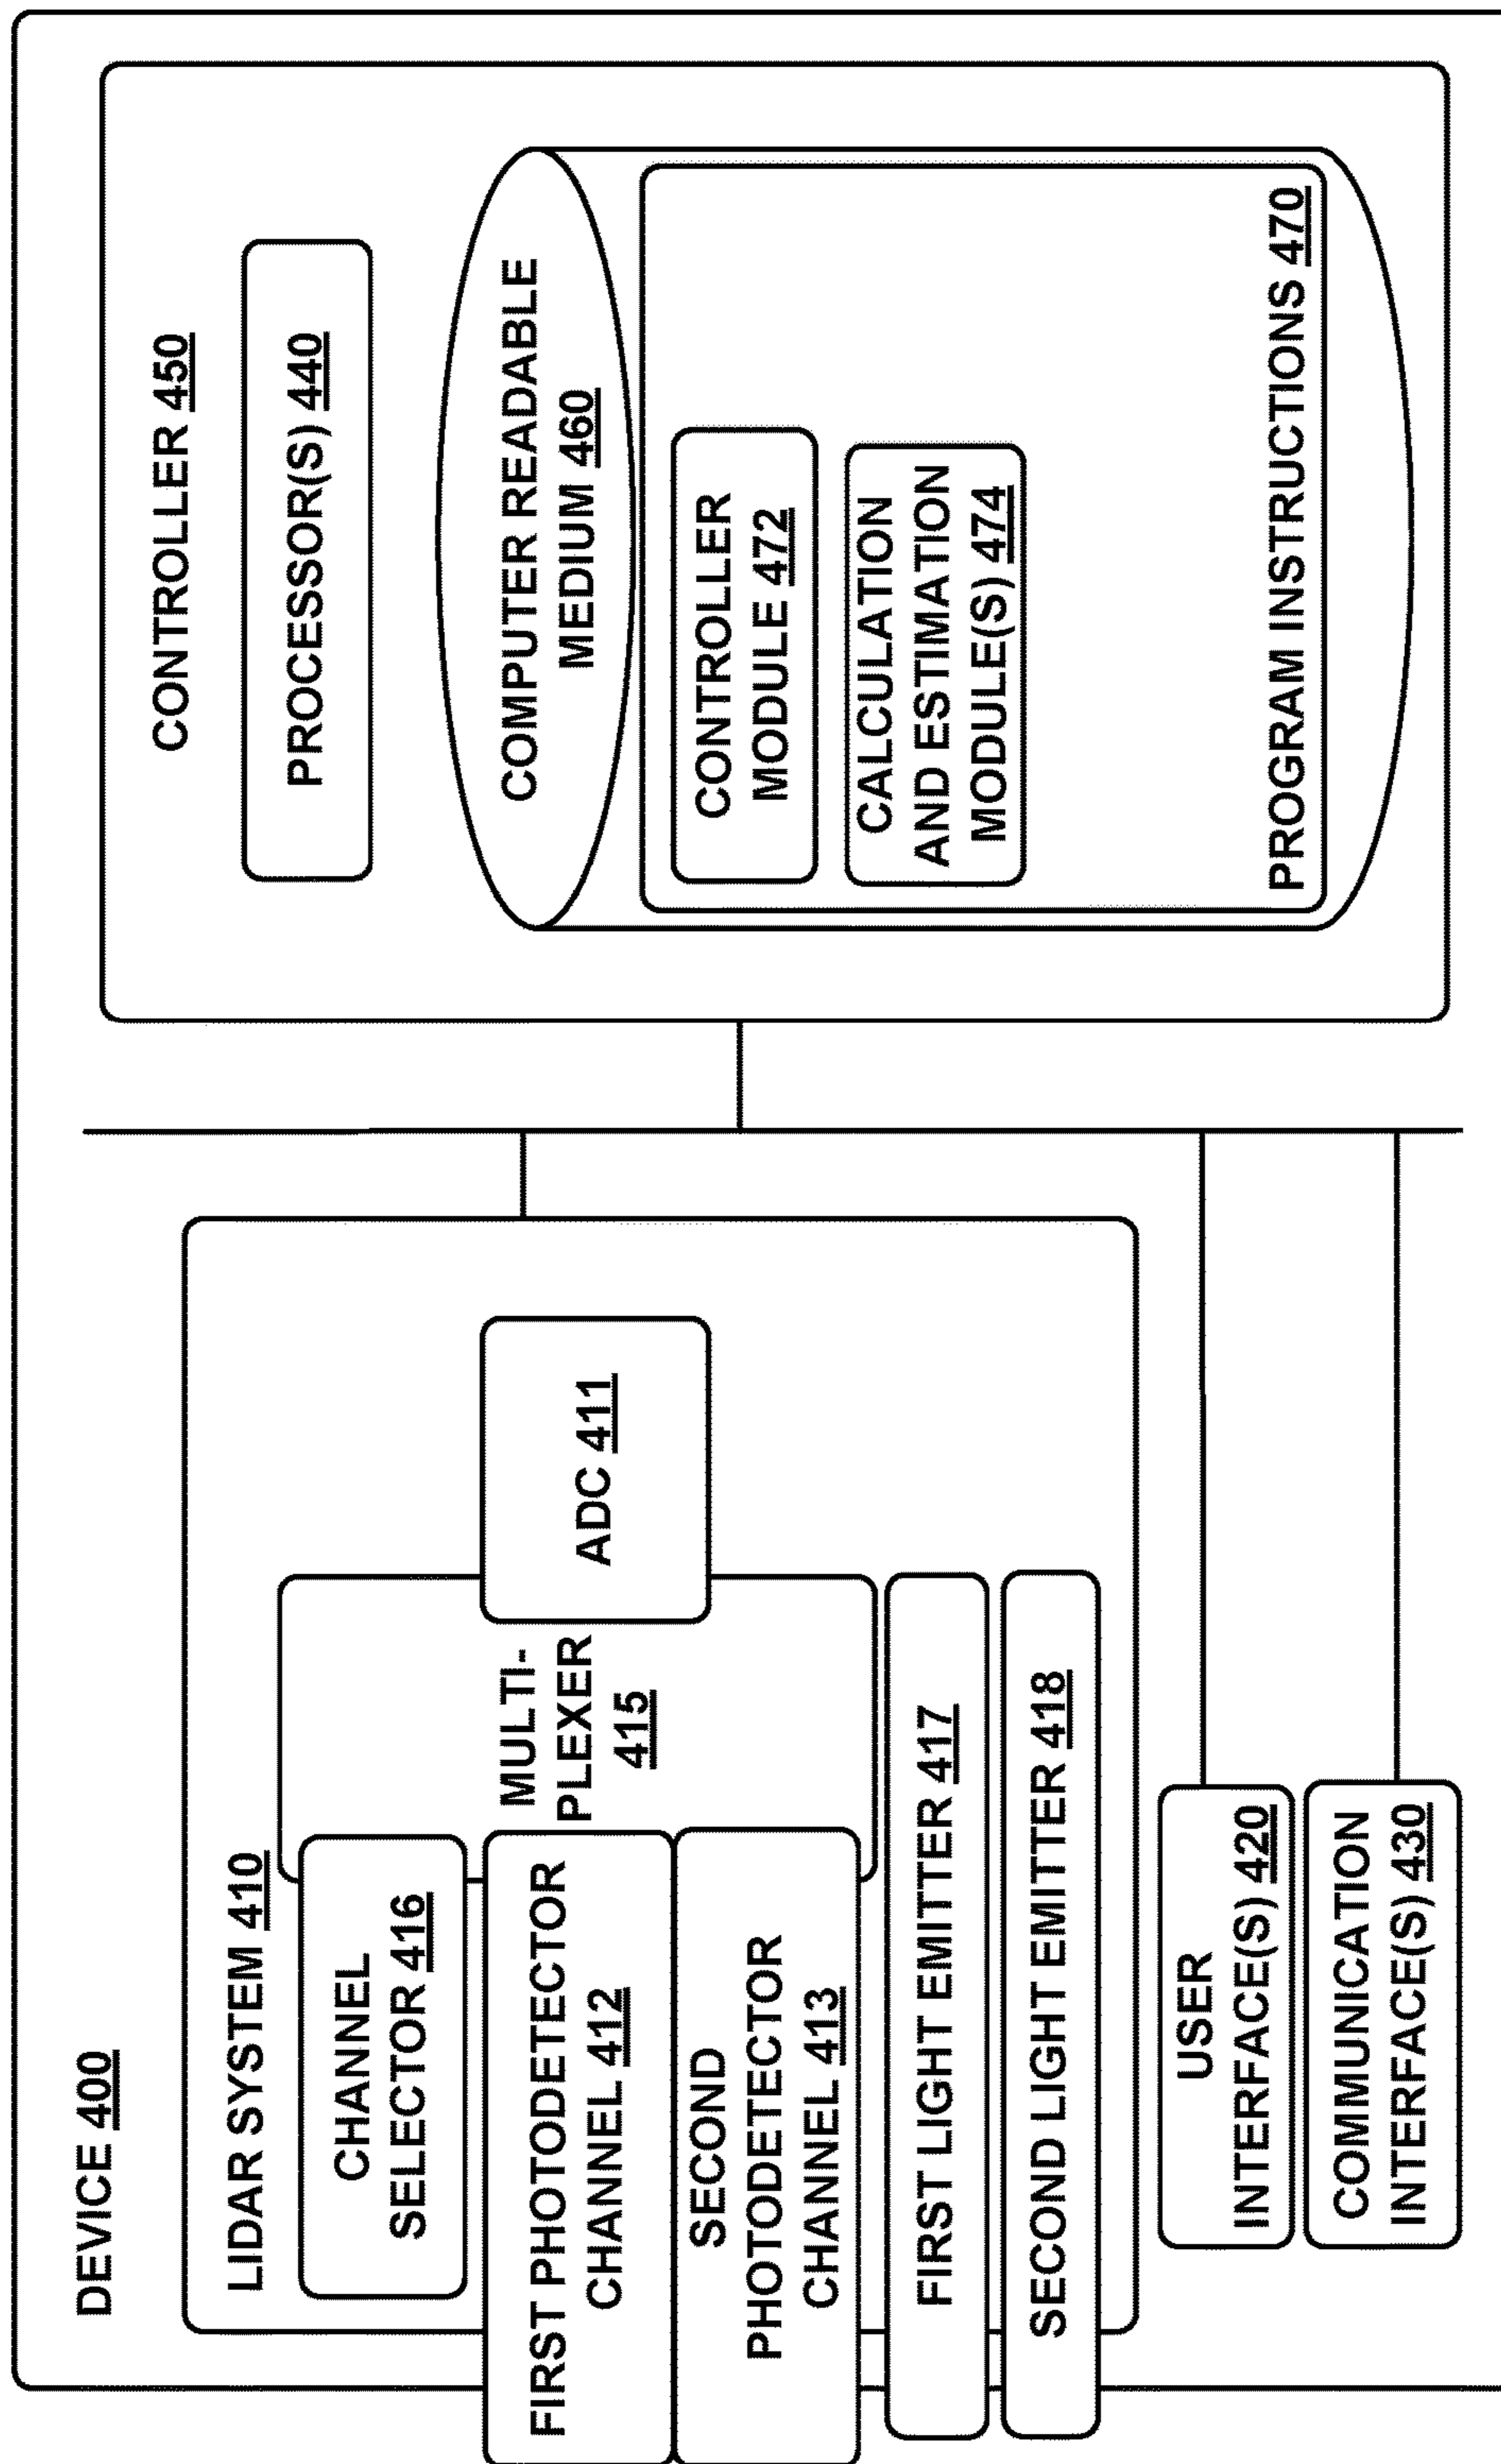 DEVICE 400
LIDAR SYSTEM 410
CHANNEL
SELECTOR 416
FIRST PHOTODETECTOR
CHANNEL 412
SECOND
PHOTODETECTOR
CHANNEL 413
MULTI-
PLEXER
415
ADC 411
FIRST LIGHT EMITTER 417
SECOND LIGHT EMITTER 418
USER
INTERFACE(S) 420
COMMUNICATION
INTERFACE(S) 430
CONTROLLER 450
PROCESSOR(S) 440
COMPUTER READABLE
MEDIUM 460
CONTROLLER
MODULE 472
CALCULATION
AND ESTIMATION
MODULE(S) 474
PROGRAM INSTRUCTIONS 470